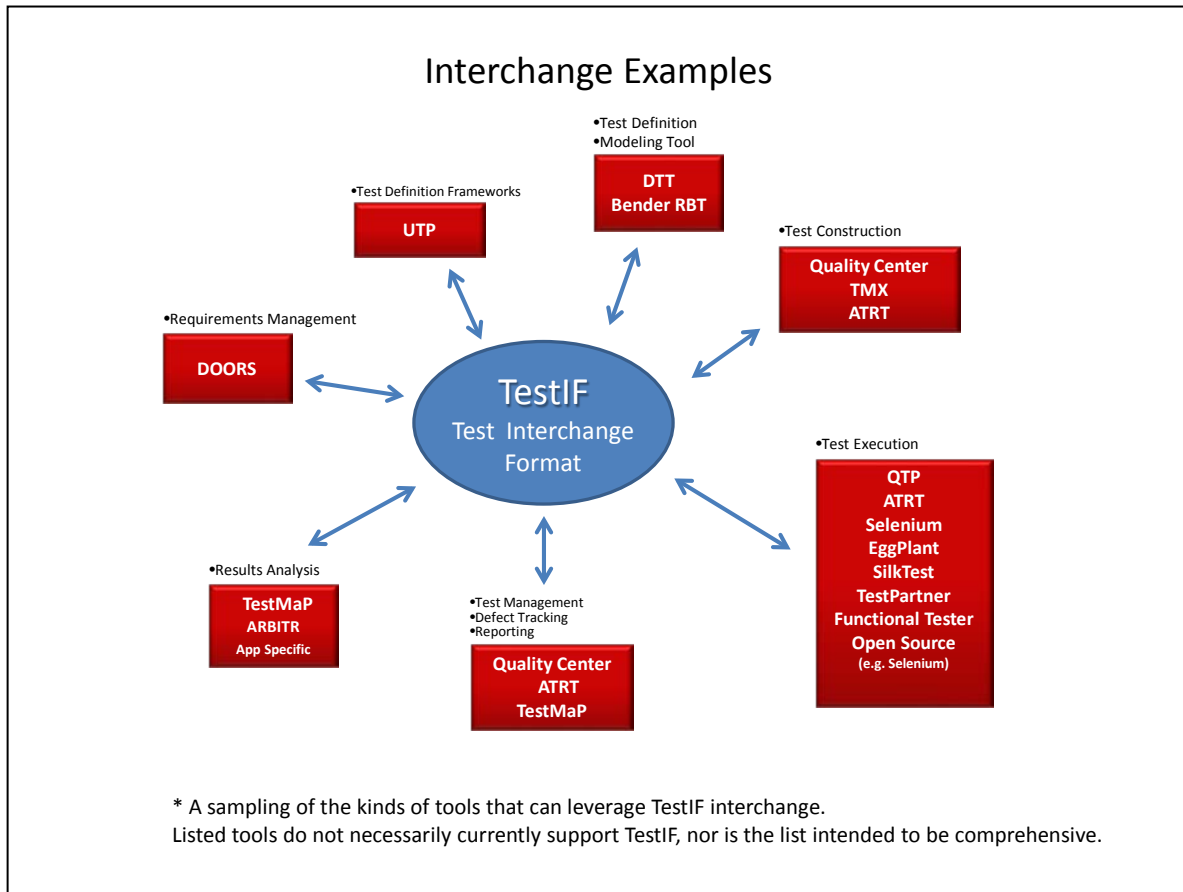 Interchange Examples
•Test Definition
•Modeling Tool
DTT
Bender RBT
•Test Definition Frameworks
UTP
•Test Construction
Quality Center
TMX
ATRT
•Requirements Management
DOORS
TestIF
Test Interchange
Format
•Test Execution
QTP
ATRT
Selenium
EggPlant
SilkTest
TestPartner
Functional Tester
Open Source
(e.g. Selenium)
•Results Analysis
TestMaP
ARBITR
App Specific
•Test Management
•Defect Tracking
•Reporting
Quality Center
ATRT
TestMaP
* A sampling of the kinds of tools that can leverage TestIF interchange.
Listed tools do not necessarily currently support TestIF, nor is the list intended to be comprehensive.